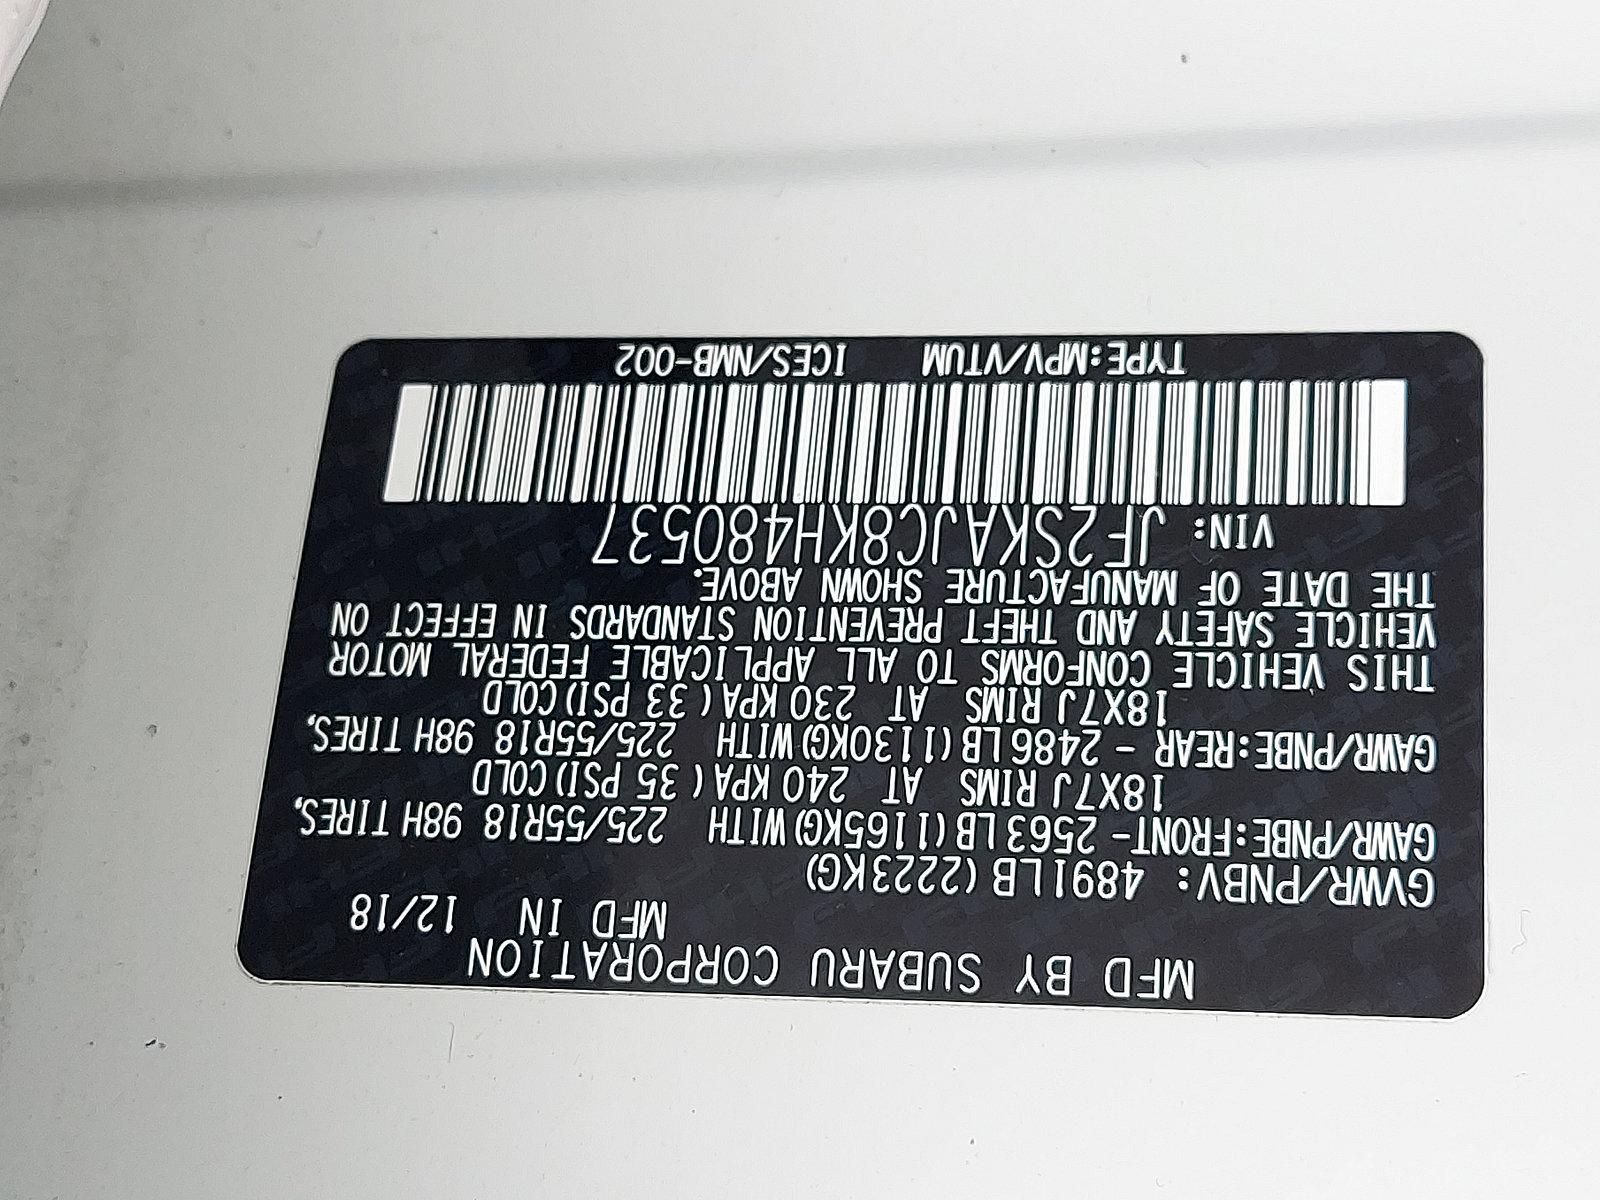 MFD BY SUBARU CORPORATION
MFD IN 12/18
GVWR/PNBV: 4891LB (2223KG)
GAWR/PNBE:FRONT- 2563LB(1165KG)WITH 225/55R18 98H TIRES,
18X7J RIMS AT 240 KPA ( 35 PSI)COLD
GAWR/PNBE:REAR - 2486LB(1130KG)WITH 225/55R18 98H TIRES,
18X7J RIMS AT 230 KPA ( 33 PSI)COLD
THIS VEHICLE CONFORMS TO ALL APPLICABLE FEDERAL MOTOR
VEHICLE SAFETY AND THEFT PREVENTION STANDARDS IN EFFECT ON
THE DATE OF MANUFACTURE SHOWN ABOVE.
VIN: JF2SKAJC8KH480537
TYPE:MPV/VTUM ICES/NMB-002